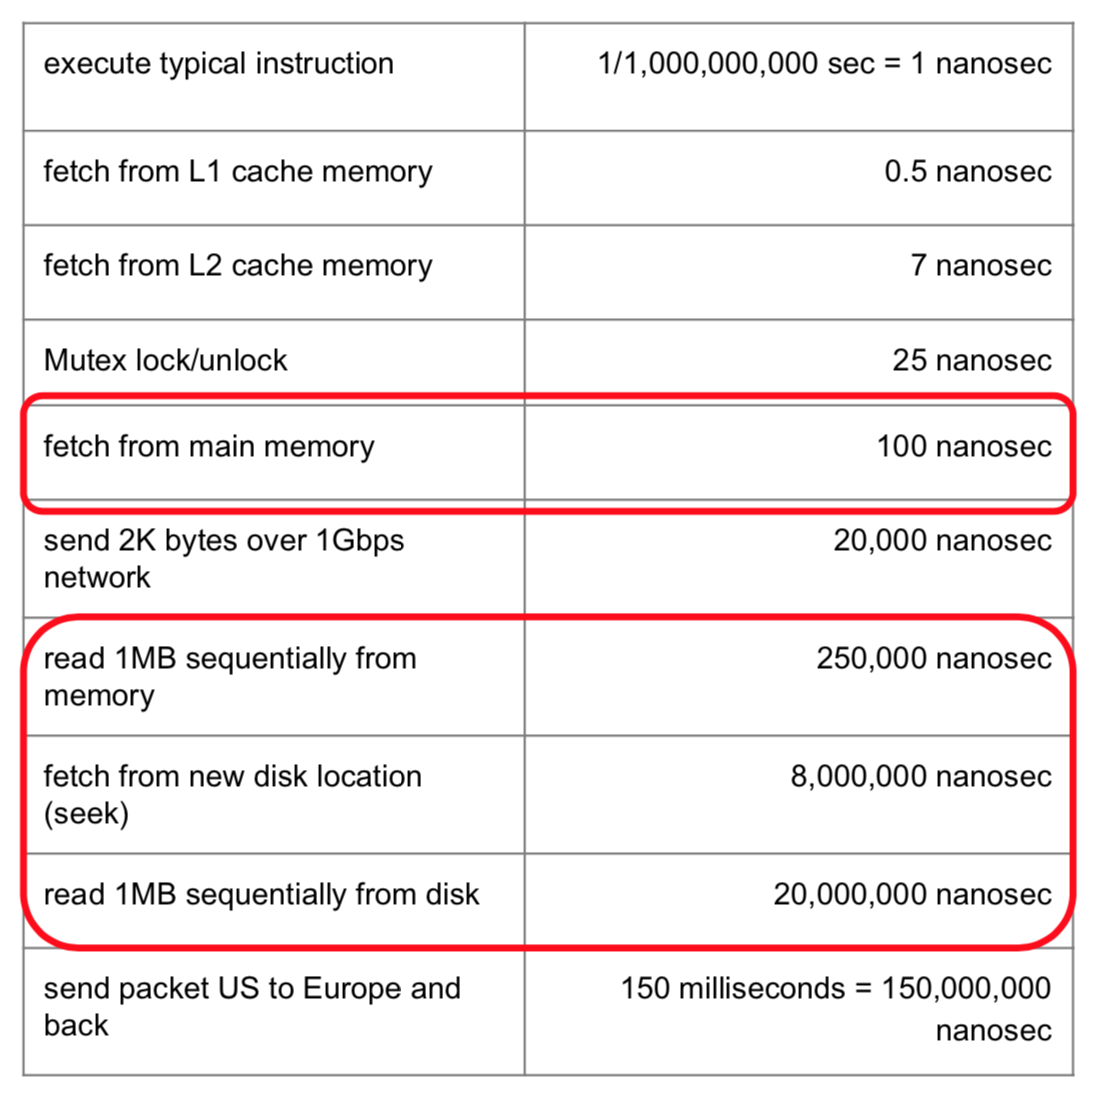 execute typical instruction
1/1,000,000,000 sec = 1 nanosec
fetch from L1 cache memory
0.5 nanosec
fetch from L2 cache memory
7 nanosec
Mutex lock/unlock
25 nanosec
fetch from main memory
100 nanosec
send 2K bytes over 1Gbps
network
20,000 nanosec
read 1MB sequentially from
memory
250,000 nanosec
fetch from new disk location
(seek)
8,000,000 nanosec
read 1MB sequentially from disk
20,000,000 nanosec
send packet US to Europe and
back
150 milliseconds = 150,000,000
nanosec